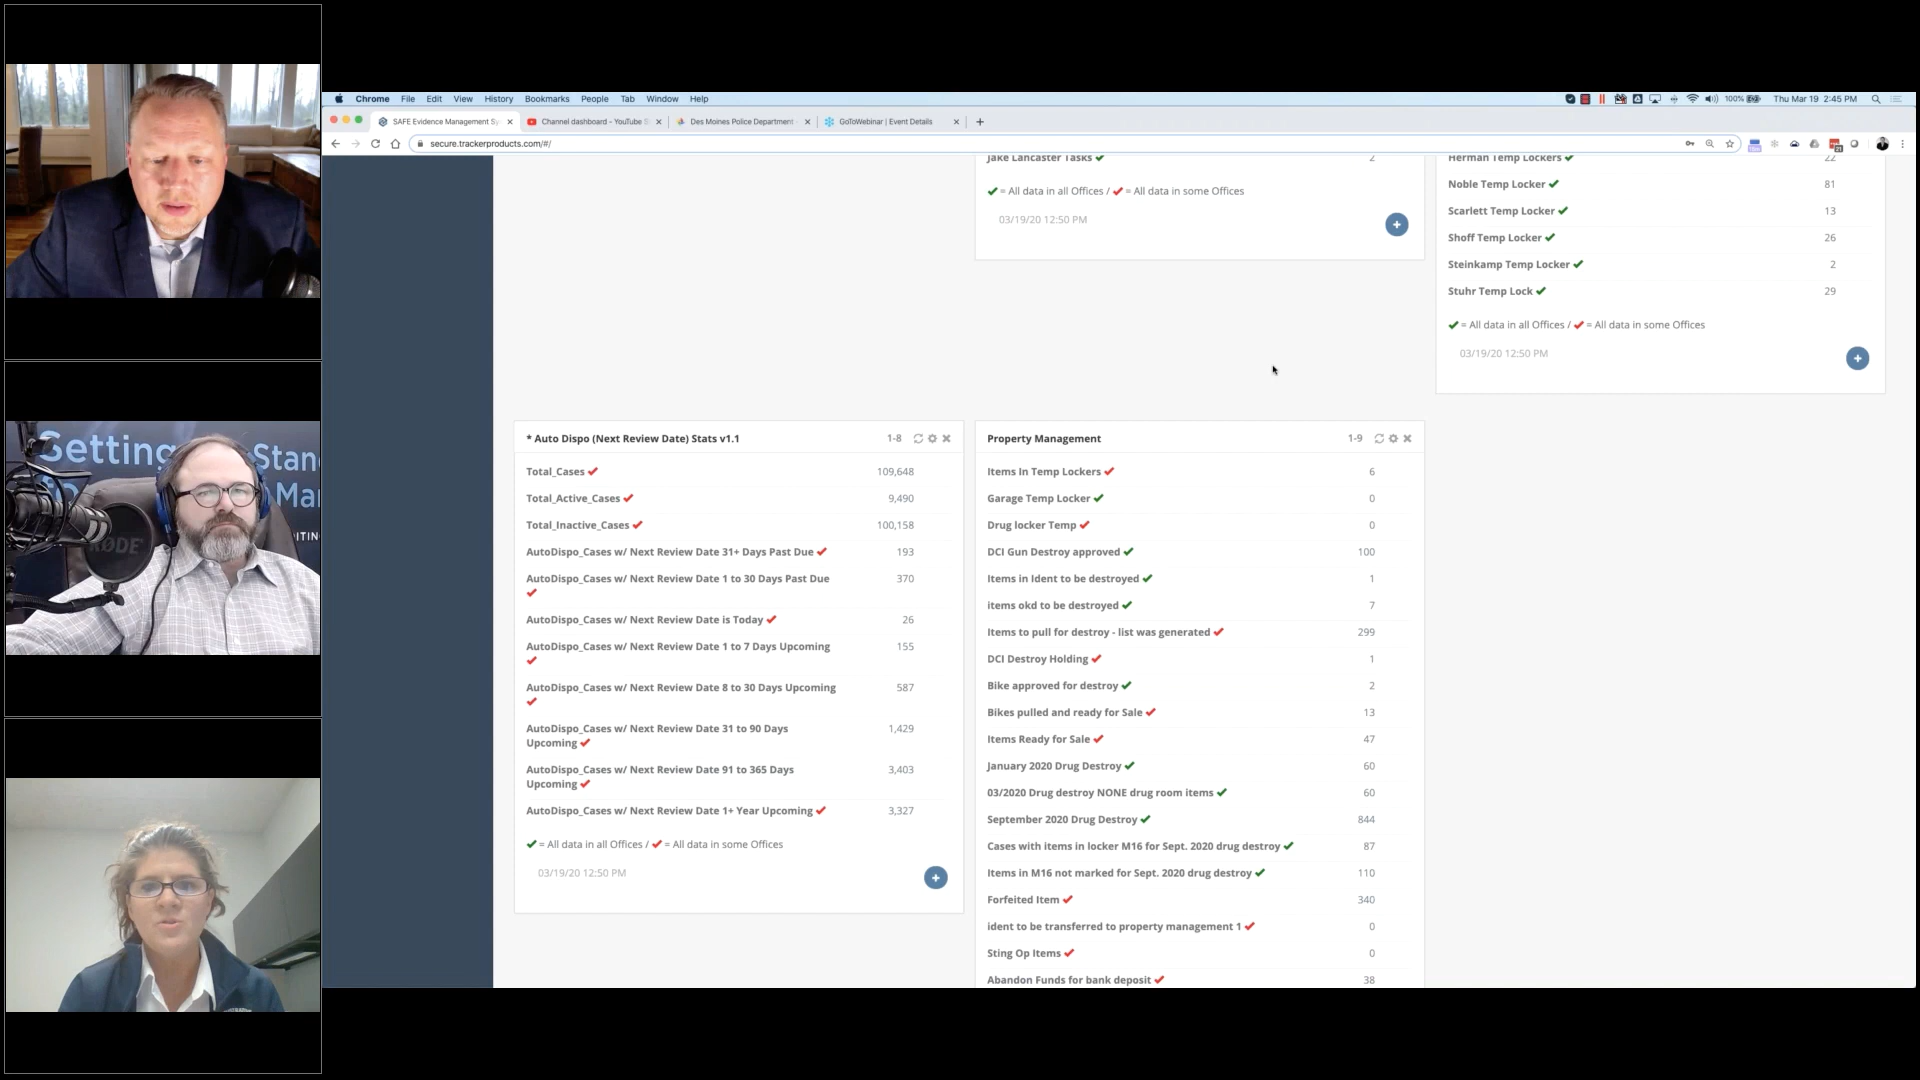 Chrome File Edit View History Bookmarks People Tab Window Help
100% Thu Mar 19 2:45 PM
SAFE Evidence Management Sy
Channel dashboard - YouTube S
Des Moines Police Department -
GoToWebinar | Event Details
secure.trackerproducts.com/#/
Jake Lancaster Tasks 2
= All data in all Offices / = All data in some Offices
03/19/20 12:50 PM
Herman Temp Lockers 22
Noble Temp Locker 81
Scarlett Temp Locker 13
Shoff Temp Locker 26
Steinkamp Temp Locker 2
Stuhr Temp Lock 29
= All data in all Offices / = All data in some Offices
03/19/20 12:50 PM
* Auto Dispo (Next Review Date) Stats v1.1 1-8
Total_Cases 109,648
Total_Active_Cases 9,490
Total_Inactive_Cases 100,158
AutoDispo_Cases w/ Next Review Date 31+ Days Past Due 193
AutoDispo_Cases w/ Next Review Date 1 to 30 Days Past Due 370
AutoDispo_Cases w/ Next Review Date is Today 26
AutoDispo_Cases w/ Next Review Date 1 to 7 Days Upcoming 155
AutoDispo_Cases w/ Next Review Date 8 to 30 Days Upcoming 587
AutoDispo_Cases w/ Next Review Date 31 to 90 Days 1,429
Upcoming
AutoDispo_Cases w/ Next Review Date 91 to 365 Days 3,403
Upcoming
AutoDispo_Cases w/ Next Review Date 1+ Year Upcoming 3,327
= All data in all Offices / = All data in some Offices
03/19/20 12:50 PM
Property Management 1-9
Items In Temp Lockers 6
Garage Temp Locker 0
Drug locker Temp 0
DCI Gun Destroy approved 100
Items in Ident to be destroyed 1
items okd to be destroyed 7
Items to pull for destroy - list was generated 299
DCI Destroy Holding 1
Bike approved for destroy 2
Bikes pulled and ready for Sale 13
Items Ready for Sale 47
January 2020 Drug Destroy 60
03/2020 Drug destroy NONE drug room items 60
September 2020 Drug Destroy 844
Cases with items in locker M16 for Sept. 2020 drug destroy 87
Items in M16 not marked for Sept. 2020 drug destroy 110
Forfeited Item 340
ident to be transferred to property management 1 0
Sting Op Items 0
Abandon Funds for bank deposit 38
Setting
Stan
Ma
RØDE